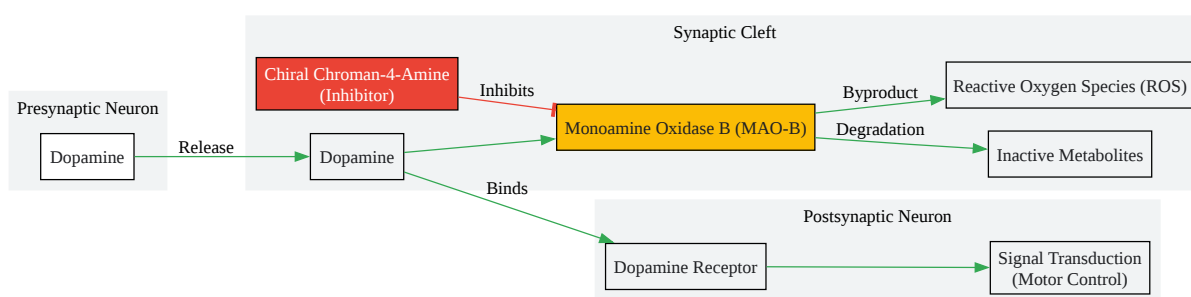 Synaptic Cleft
Chiral Chroman-4-Amine
(Inhibitor)
Inhibits
Reactive Oxygen Species (ROS)
Byproduct
Presynaptic Neuron
Monoamine Oxidase B (MAO-B)
Degradation
Dopamine
Release
Dopamine
Inactive Metabolites
Binds
Postsynaptic Neuron
Dopamine Receptor
Signal Transduction
(Motor Control)